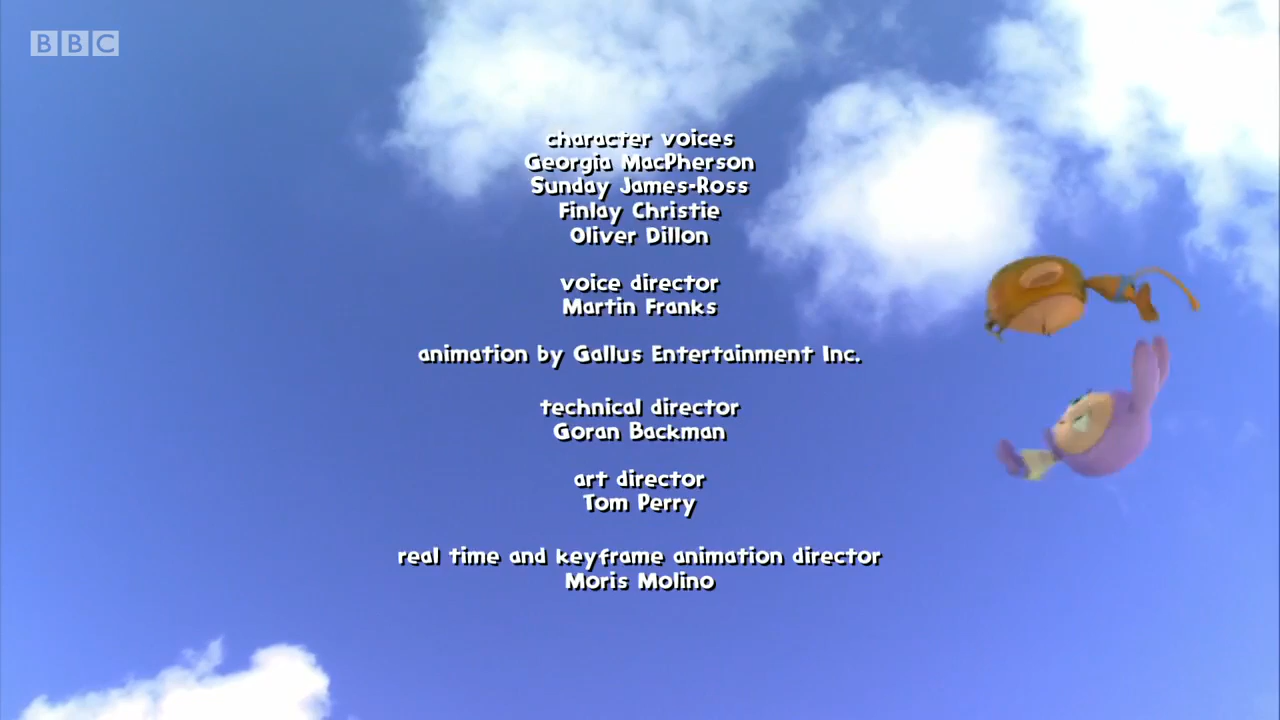 BBC
character voices
Georgia MacPherson
Sunday James-Ross
Finlay Christie
Oliver Dillon
voice director
Martin Franks
animation by Gallus Entertainment Inc.
technical director
Goran Backman
art director
Tom Perry
real time and keyframe animation director
Moris Molino